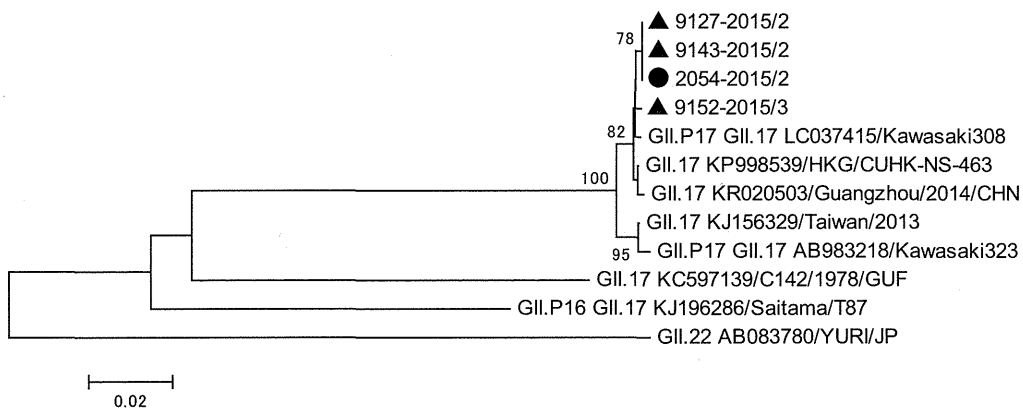 9127-2015/2
78
9143-2015/2
2054-2015/2
9152-2015/3
82
GII.P17 GII.17 LC037415/Kawasaki308
GII.17 KP998539/HKG/CUHK-NS-463
100
GII.17 KR020503/Guangzhou/2014/CHN
GII.17 KJ156329/Taiwan/2013
95
GII.P17 GII.17 AB983218/Kawasaki323
GII.17 KC597139/C142/1978/GUF
GII.P16 GII.17 KJ196286/Saitama/T87
GII.22 AB083780/YURI/JP
0.02